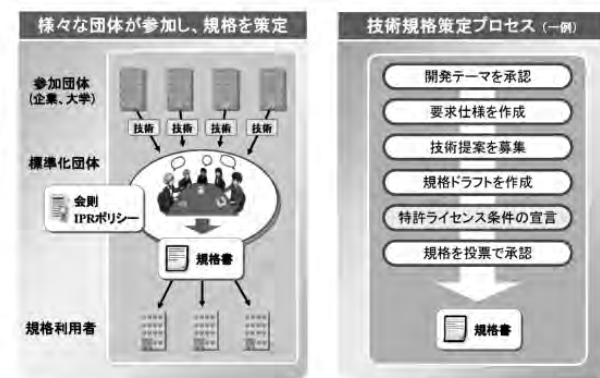 様々な団体が参加し、規格を策定
参加団体
(企業、大学)
技術 技術 技術 技術
標準化団体
会則
IPRポリシー
規格書
規格利用者
技術規格策定プロセス (一例)
開発テーマを承認
要求仕様を作成
技術提案を募集
規格ドラフトを作成
特許ライセンス条件の宣言
規格を投票で承認
規格書